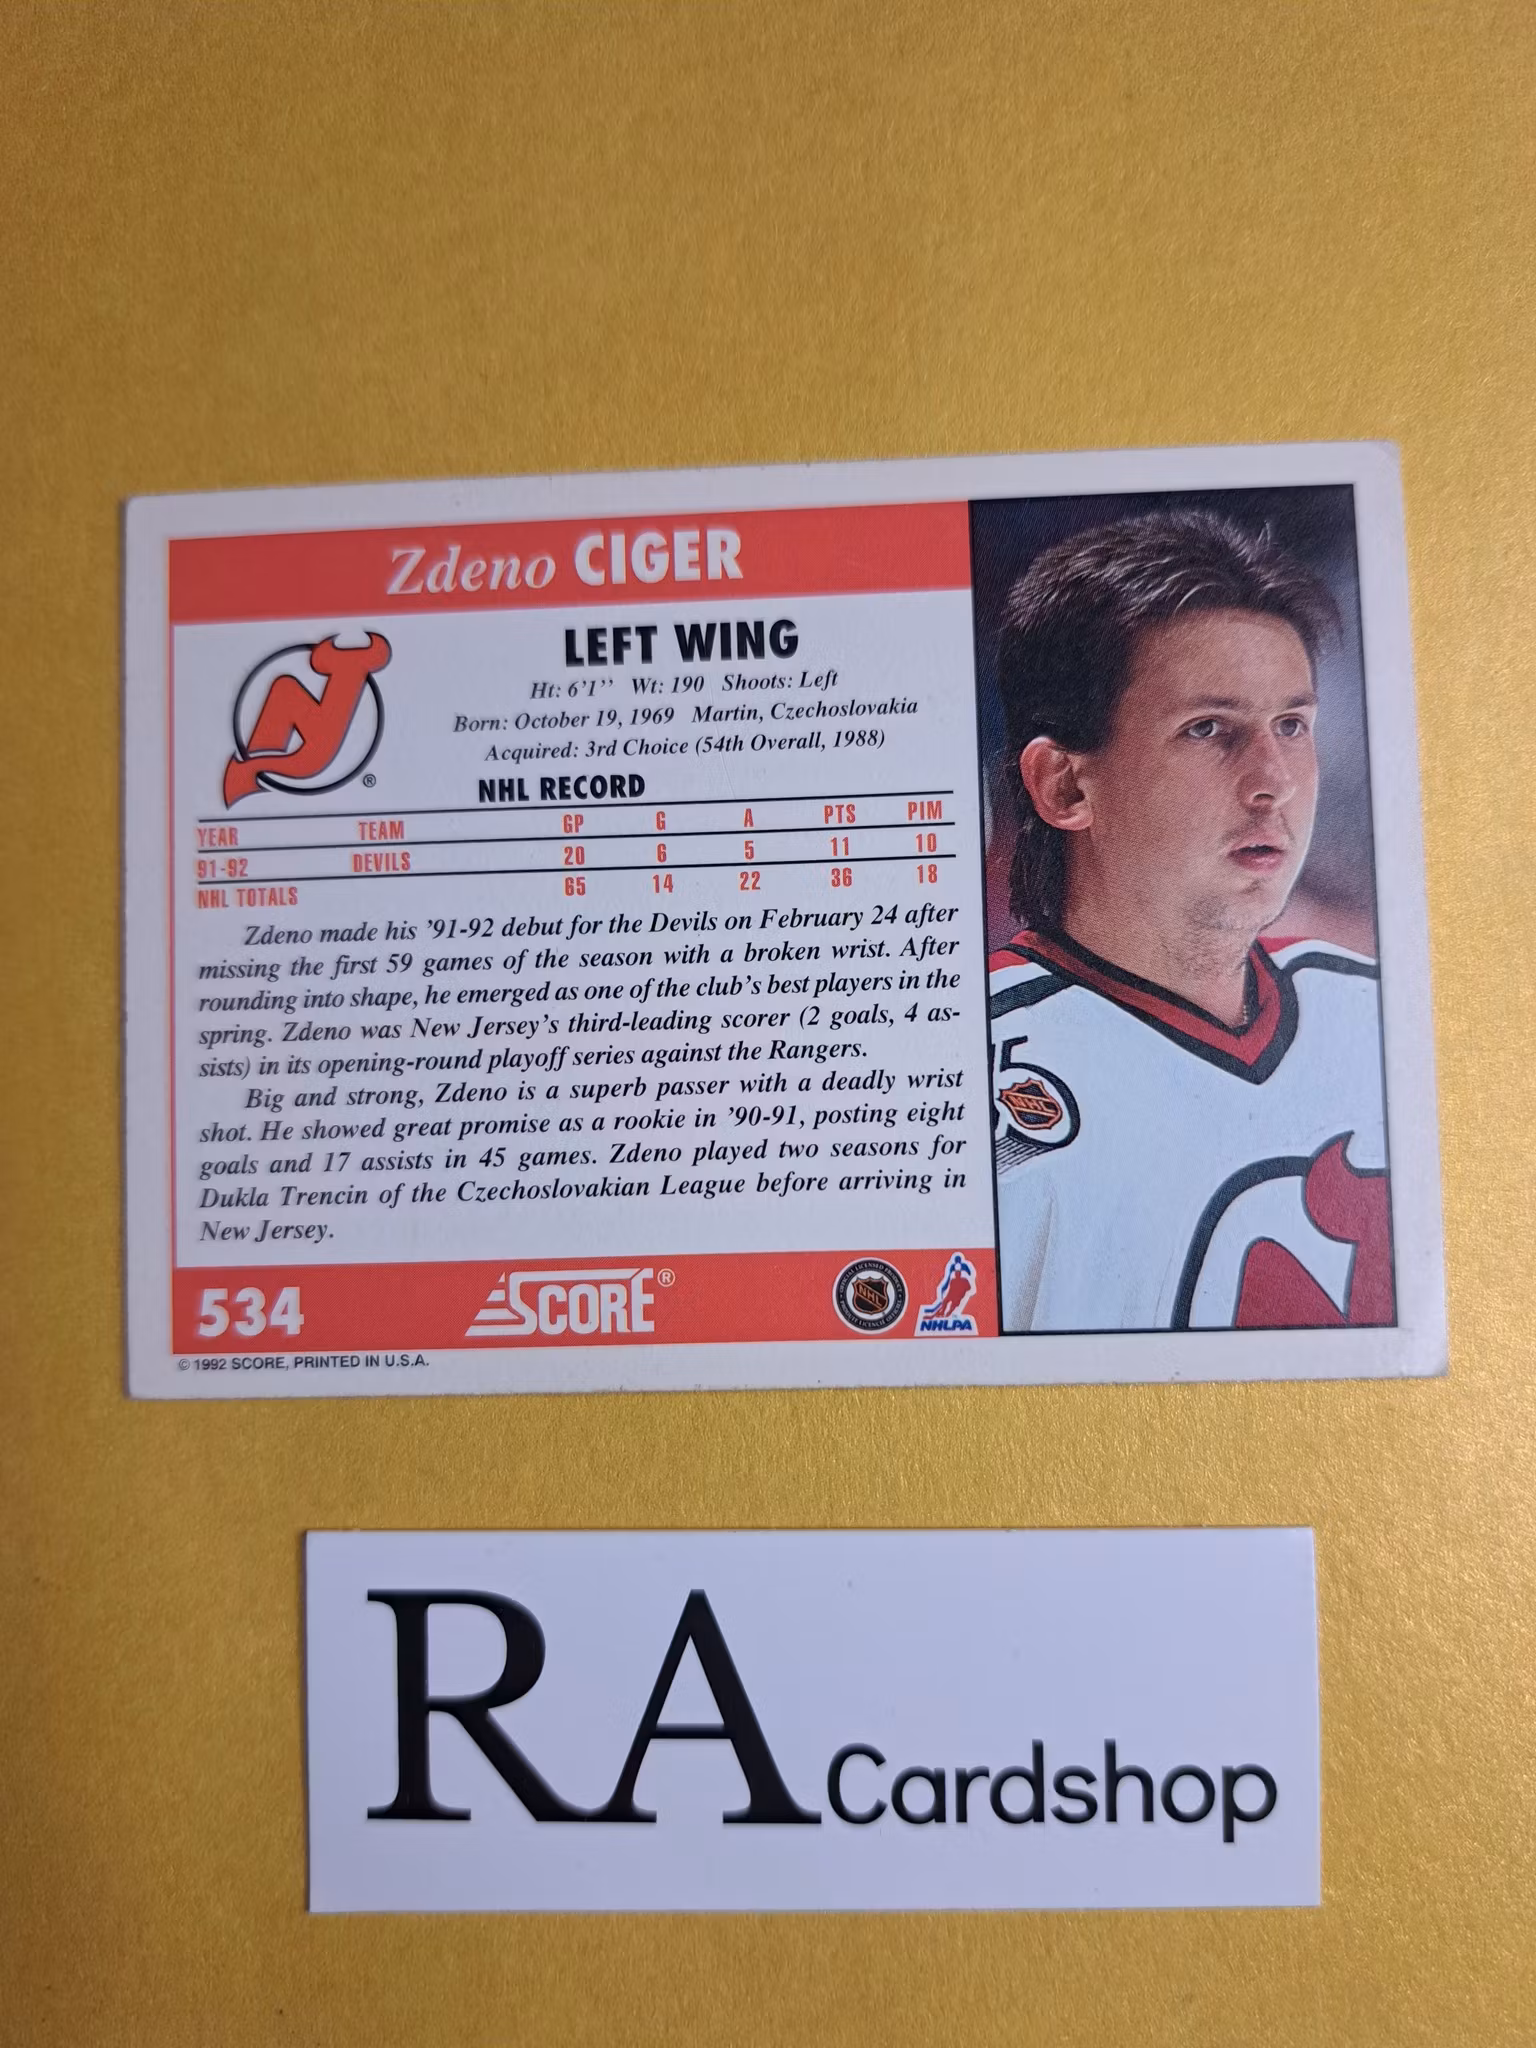 Zdeno CIGER
LEFT WING
Ht: 6'1'' Wt: 190 Shoots: Left
Born: October 19, 1969 Martin, Czechoslovakia
Acquired: 3rd Choice (54th Overall, 1988)
®
NHL RECORD
YEAR TEAM GP G A PTS PIM
91-92 DEVILS 20 6 5 11 10
NHL TOTALS 65 14 22 36 18
Zdeno made his '91-92 debut for the Devils on February 24 after
missing the first 59 games of the season with a broken wrist. After
rounding into shape, he emerged as one of the club's best players in the
spring. Zdeno was New Jersey's third-leading scorer (2 goals, 4 as-
sists) in its opening-round playoff series against the Rangers.
Big and strong, Zdeno is a superb passer with a deadly wrist
shot. He showed great promise as a rookie in '90-91, posting eight
goals and 17 assists in 45 games. Zdeno played two seasons for
Dukla Trencin of the Czechoslovakian League before arriving in
New Jersey.
534 SCORE® NHL NHLPA
© 1992 SCORE, PRINTED IN U.S.A.
75
NHL
RA Cardshop